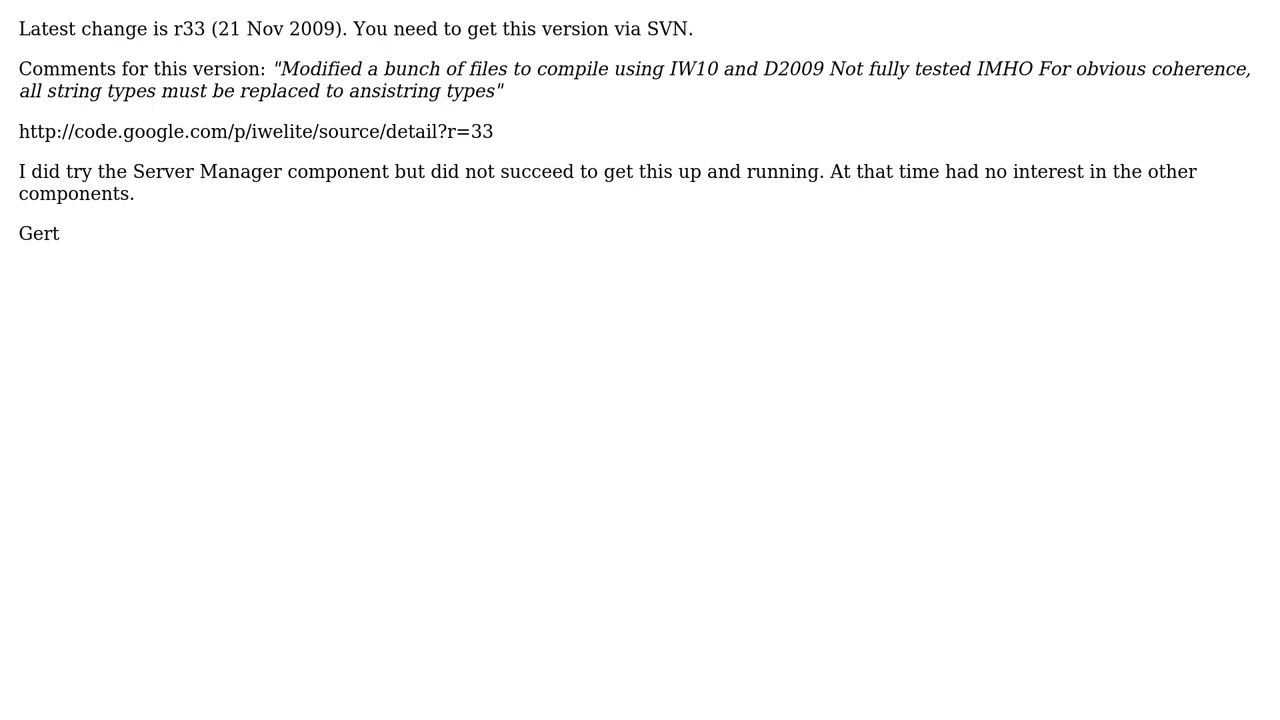 Latest change is r33 (21 Nov 2009). You need to get this version via SVN.
Comments for this version: "Modified a bunch of files to compile using IW10 and D2009 Not fully tested IMHO For obvious coherence,
all string types must be replaced to ansistring types"
http://code.google.com/p/iwelite/source/detail?r=33
I did try the Server Manager component but did not succeed to get this up and running. At that time had no interest in the other
components.
Gert